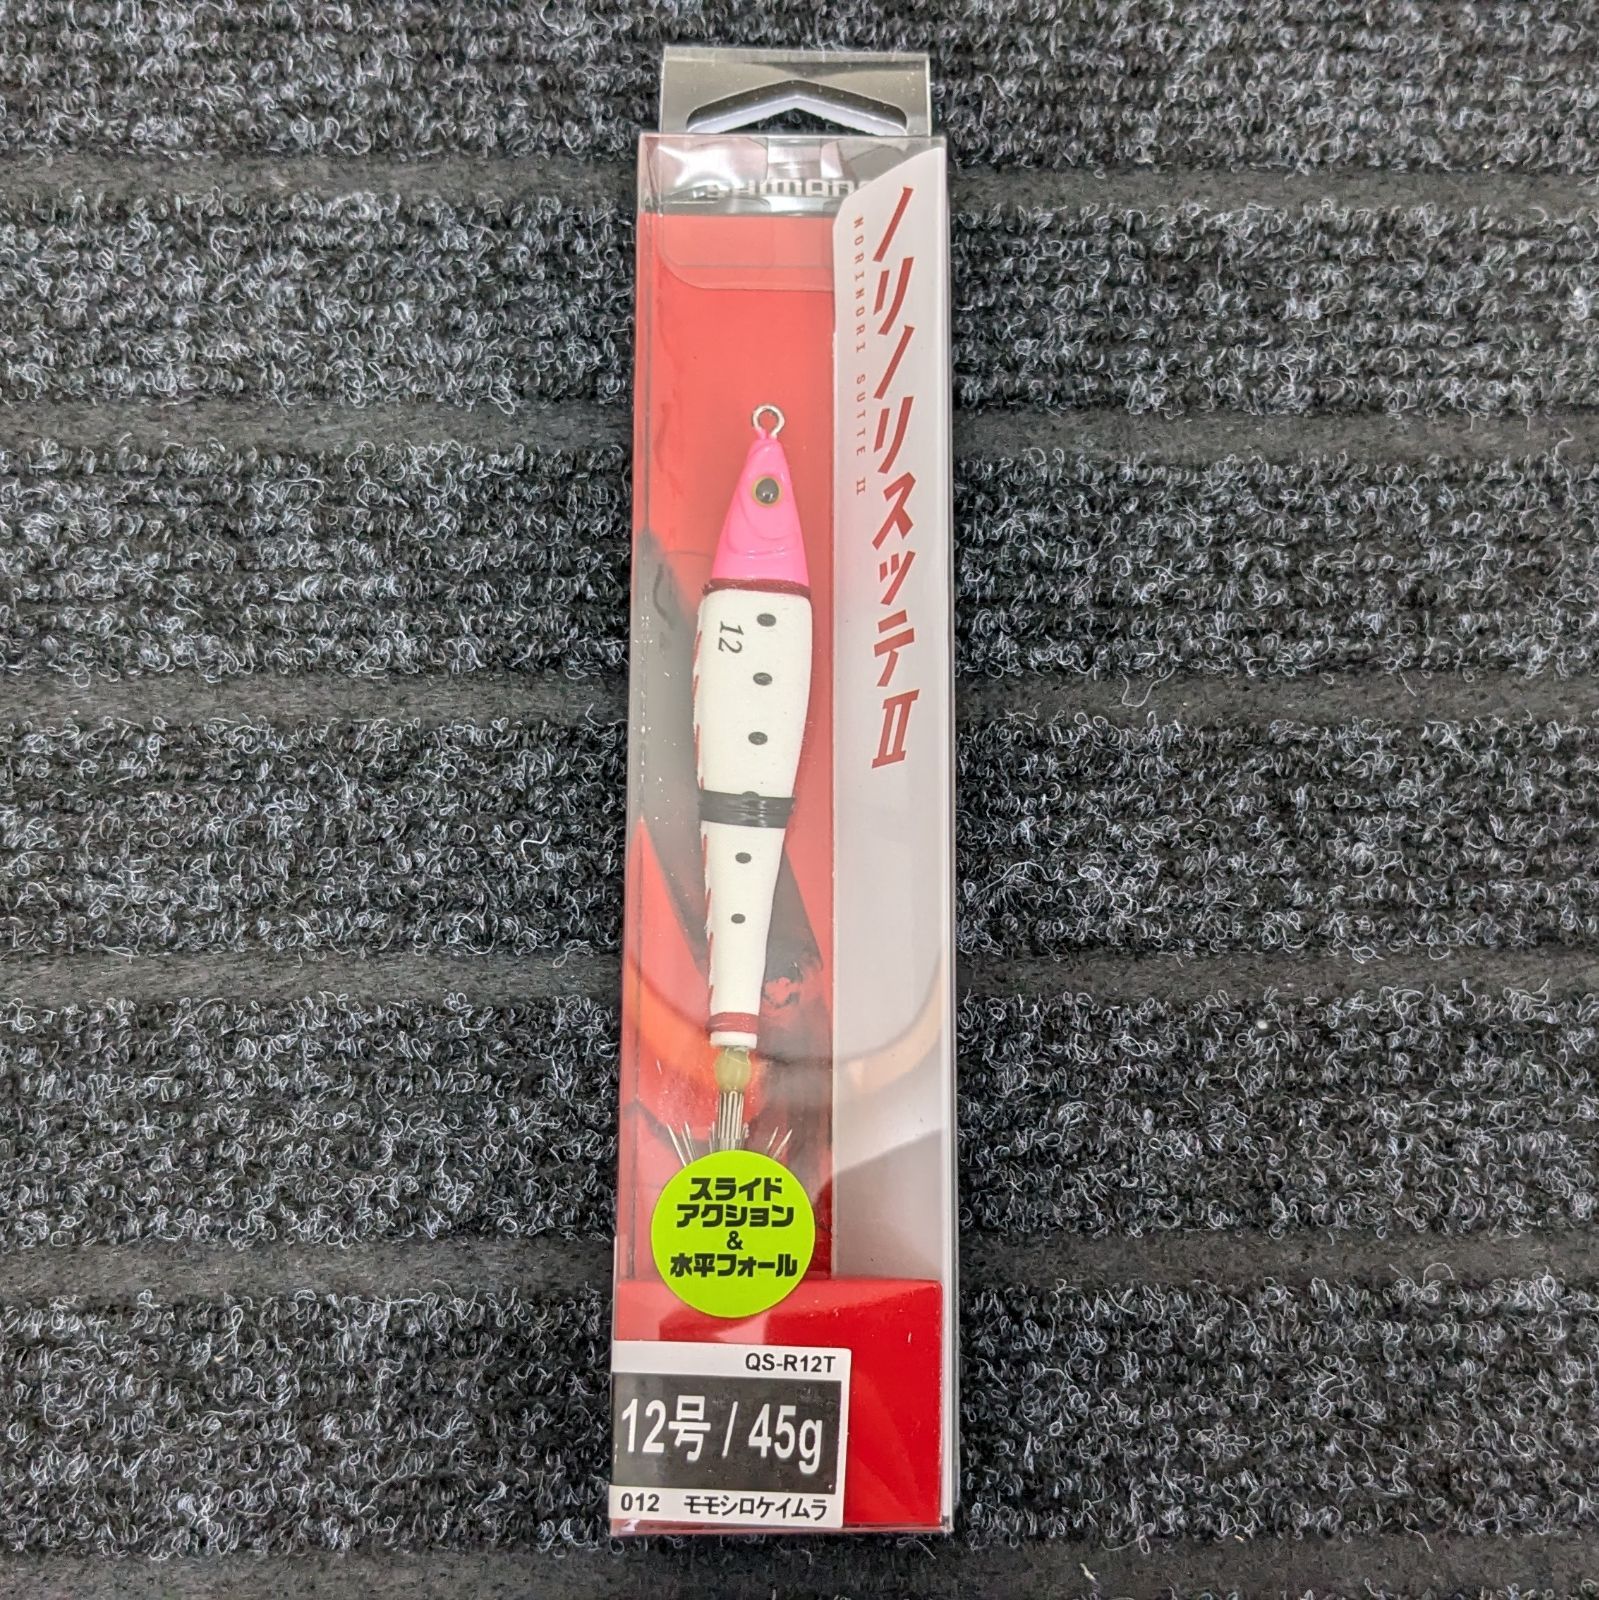 SHIMANO
ノリノリスッテII
NORINORI SUTTE II
12
スライド
アクション
&
水平フォール
QS-R12T
12号 / 45g
012 モモシロケイムラ